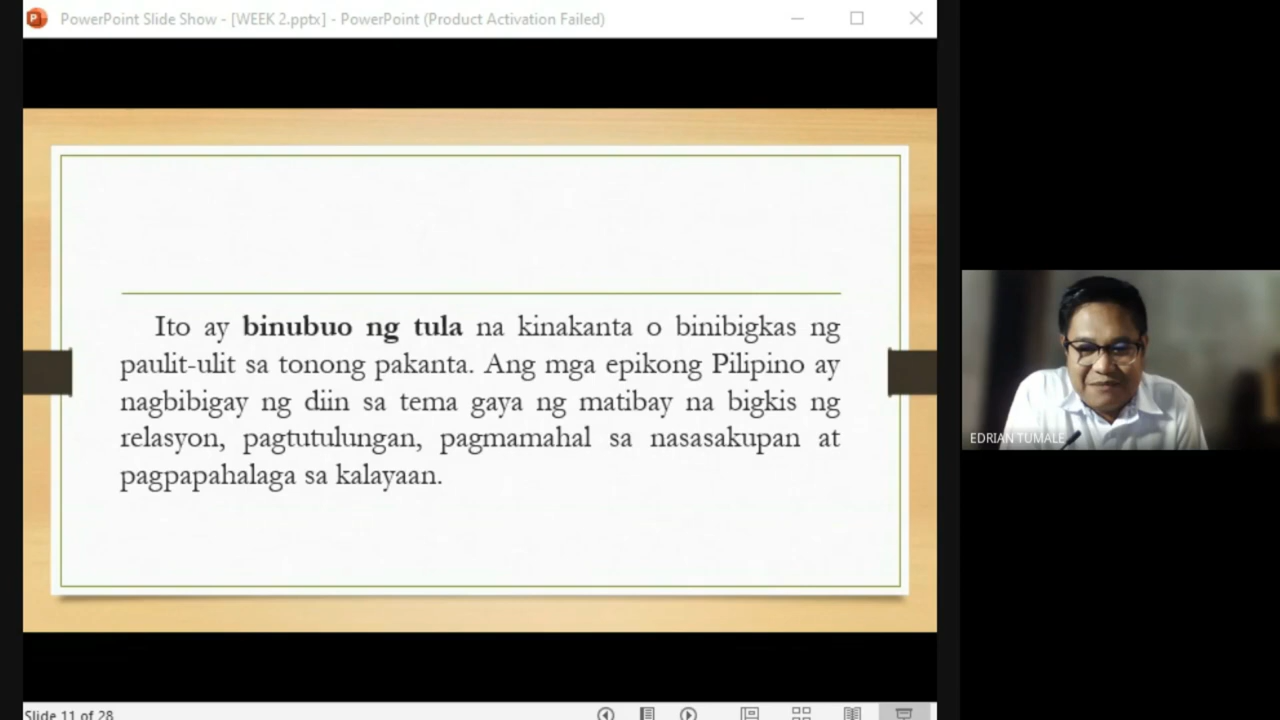 PowerPoint Slide Show - [WEEK 2.pptx] - PowerPoint (Product Activation Failed)
Ito ay binubuo ng tula na kinakanta o binibigkas ng
paulit-ulit sa tonong pakanta. Ang mga epikong Pilipino ay
nagbibigay ng diin sa tema gaya ng matibay na bigkis ng
relasyon, pagtutulungan, pagmamahal sa nasasakupan at
pagpapahalaga sa kalayaan.
EDRIAN TUMALE
Slide 11 of 28